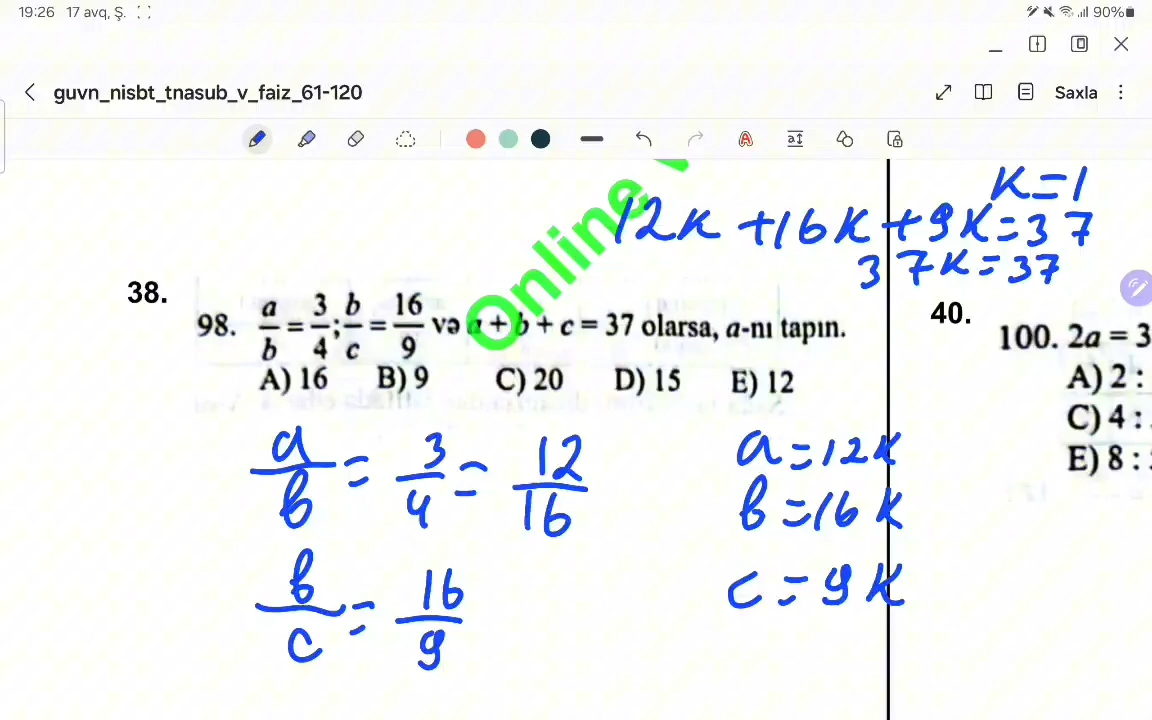 19:26 17 avq, Ş. 90%
guvn_nisbt_tnasub_v_faiz_61-120 Saxla
Online
k=1
12k +16k +9k=37
37k=37
38.
98. a/b = 3/4; b/c = 16/9 və a + b + c = 37 olarsa, a-nı tapın.
A) 16 B) 9 C) 20 D) 15 E) 12
a/b = 3/4 = 12/16
b/c = 16/9
a=12k
b=16k
c=9k
40.
100. 2a = 3
A) 2 :
C) 4 :
E) 8 :